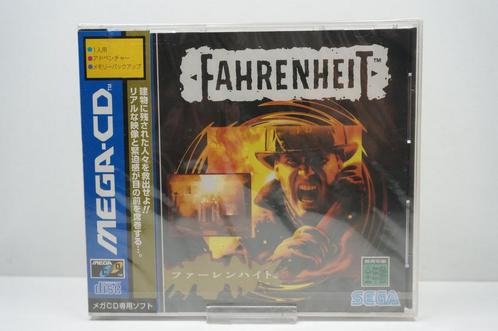 1人用
アドベンチャー
メモリーバックアップ
MEGA-CD
建物に残された人々を救出せよ!!
リアルな映像と緊迫感が目の前を席巻する…。
MEGA
CD
メガCD専用ソフト
FAHRENHEIT™
ファーレンハイト
SEGA